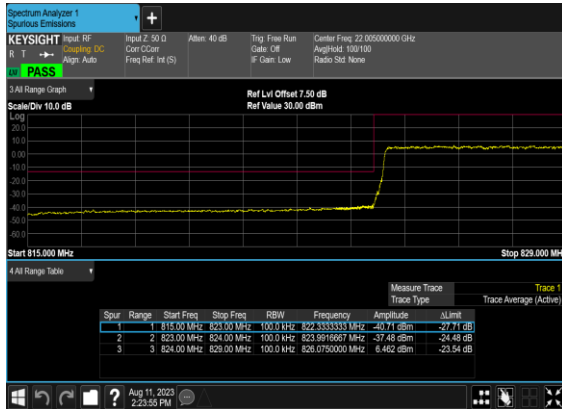 Spectrum Analyzer 1
Spurious Emissions
+
KEYSIGHT Input: RF Input Z: 50 Ω Atten: 40 dB Trig: Free Run Center Freq: 22.005000000 GHz
R T Coupling: DC Corr CCorr Gate: Off Avg|Hold: 100/100
Align: Auto Freq Ref: Int (S) IF Gain: Low Radio Std: None
PASS
3 All Range Graph
Ref Lvl Offset 7.50 dB
Scale/Div 10.0 dB Ref Value 30.00 dBm
Log
20.0
10.0
0.00
-10.0
-20.0
-30.0
-40.0
-50.0
-60.0
Start 815.000 MHz Stop 829.000 MHz
4 All Range Table
Measure Trace Trace 1
Trace Type Trace Average (Active)
Spur Range Start Freq Stop Freq RBW Frequency Amplitude ΔLimit
1 1 815.00 MHz 823.00 MHz 100.0 kHz 822.3333333 MHz -40.71 dBm -27.71 dB
2 2 823.00 MHz 824.00 MHz 100.0 kHz 823.9916667 MHz -37.48 dBm -24.48 dB
3 3 824.00 MHz 829.00 MHz 100.0 kHz 826.0750000 MHz 6.462 dBm -23.54 dB
? Aug 11, 2023
2:23:55 PM